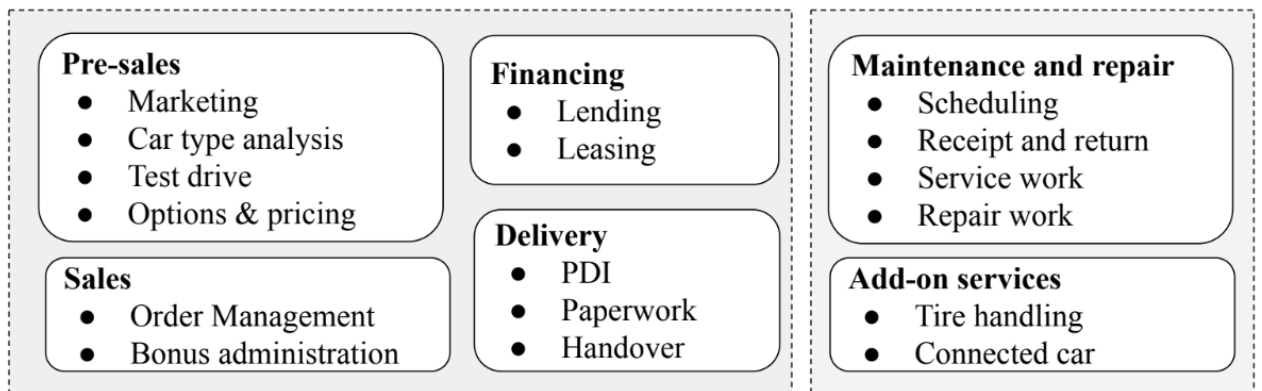 Pre-sales
● Marketing
● Car type analysis
● Test drive
● Options & pricing
Sales
● Order Management
● Bonus administration
Financing
● Lending
● Leasing
Delivery
● PDI
● Paperwork
● Handover
Maintenance and repair
● Scheduling
● Receipt and return
● Service work
● Repair work
Add-on services
● Tire handling
● Connected car